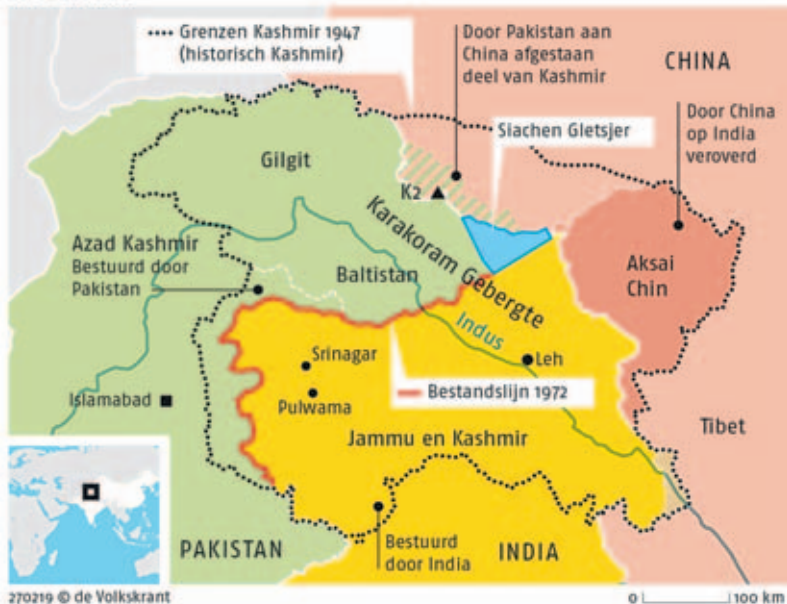 Grenzen Kashmir 1947
(historisch Kashmir)
Door Pakistan aan
China afgestaan
deel van Kashmir
CHINA
Siachen Gletsjer
Door China
op India
veroverd
Gilgit
K2
Karakoram Gebergte
Azad Kashmir
Bestuurd door
Pakistan
Baltistan
Aksai
Chin
Indus
Srinagar
Leh
Pulwama
Bestandslijn 1972
Islamabad
Jammu en Kashmir
Tibet
PAKISTAN
Bestuurd
door India
INDIA
270219 © de Volkskrant
0 100 km